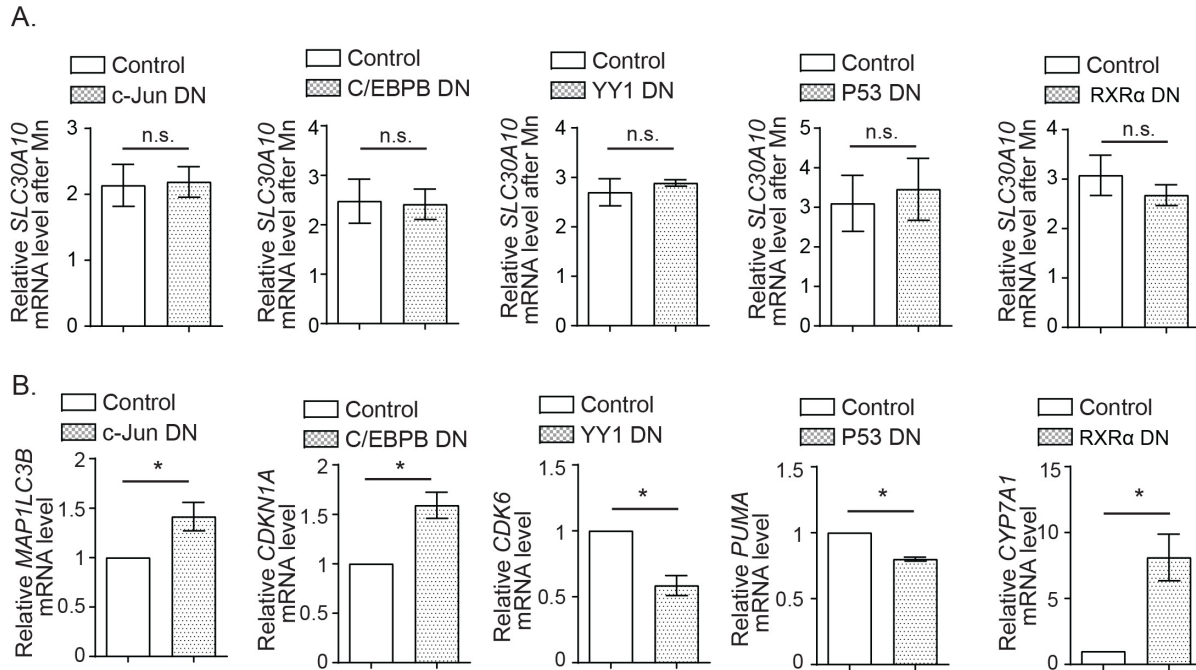 A.
Control
c-Jun DN
Relative SLC30A10
mRNA level after Mn
3
2
1
0
n.s.
Control
C/EBPB DN
Relative SLC30A10
mRNA level after Mn
4
3
2
1
0
n.s.
Control
YY1 DN
Relative SLC30A10
mRNA level after Mn
4
3
2
1
0
n.s.
Control
P53 DN
Relative SLC30A10
mRNA level after Mn
5
4
3
2
1
0
n.s.
Control
RXRα DN
Relative SLC30A10
mRNA level after Mn
4
3
2
1
0
n.s.
B.
Control
c-Jun DN
Relative MAP1LC3B
mRNA level
2
1.5
1
0.5
0
*
Control
C/EBPB DN
Relative CDKN1A
mRNA level
2
1.5
1
0.5
0
*
Control
YY1 DN
Relative CDK6
mRNA level
1.5
1
0.5
0
*
Control
P53 DN
Relative PUMA
mRNA level
1.5
1
0.5
0
*
Control
RXRα DN
Relative CYP7A1
mRNA level
15
10
5
0
*